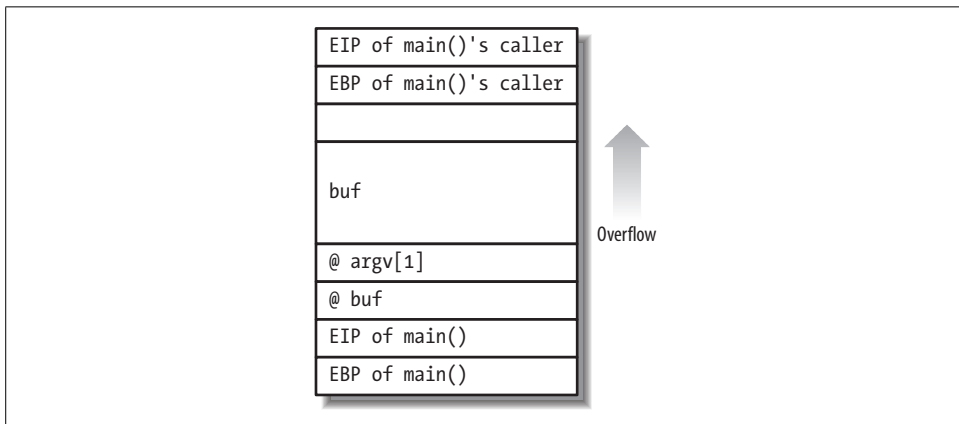 EIP of main()'s caller
EBP of main()'s caller
buf
Overflow
@ argv[1]
@ buf
EIP of main()
EBP of main()